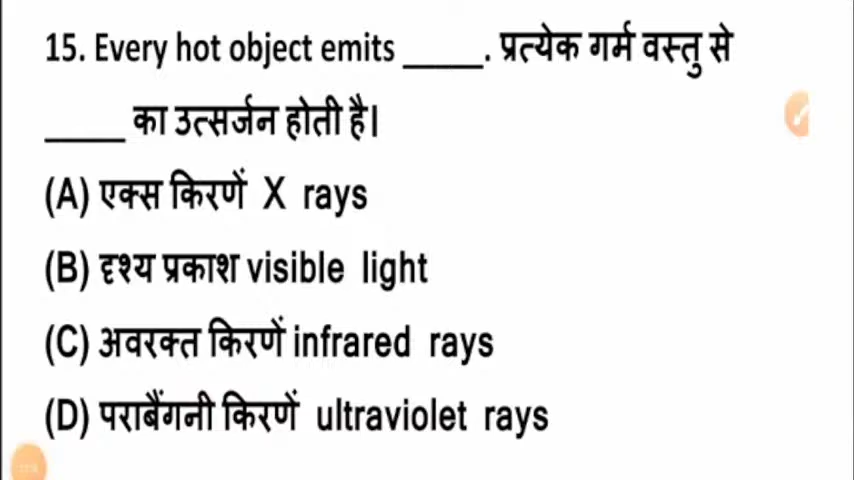 15. Every hot object emits _____. प्रत्येक गर्म वस्तु से
_____ का उत्सर्जन होती है।
(A) एक्स किरणें X rays
(B) दृश्य प्रकाश visible light
(C) अवरक्त किरणें infrared rays
(D) पराबैंगनी किरणें ultraviolet rays